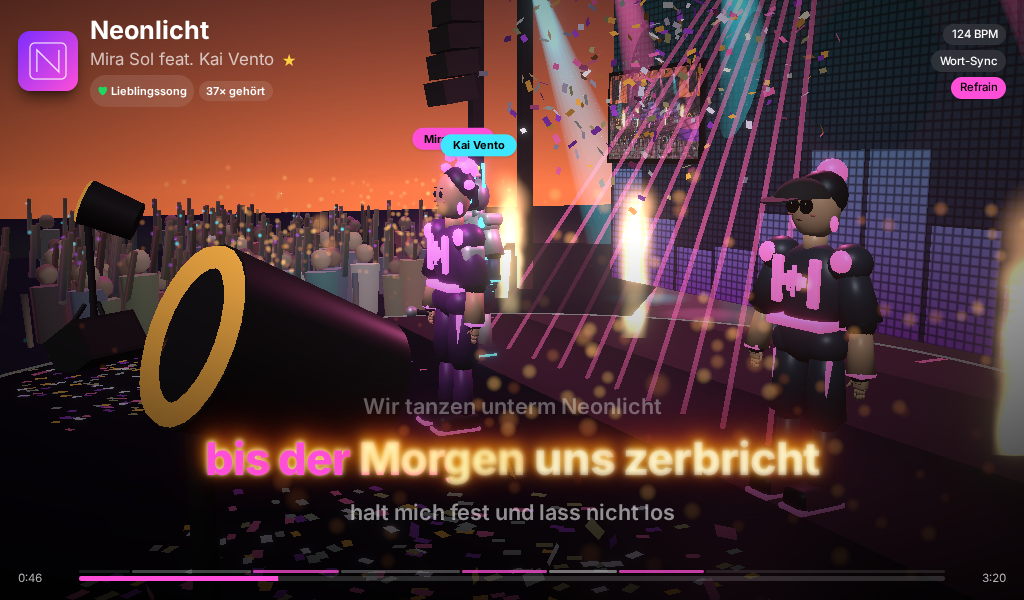 Neonlicht
Mira Sol feat. Kai Vento ★
Lieblingssong
37× gehört
124 BPM
Wort-Sync
Refrain
Kai Vento
Wir tanzen unterm Neonlicht
bis der Morgen uns zerbricht
halt mich fest und lass nicht los
0:46
3:20